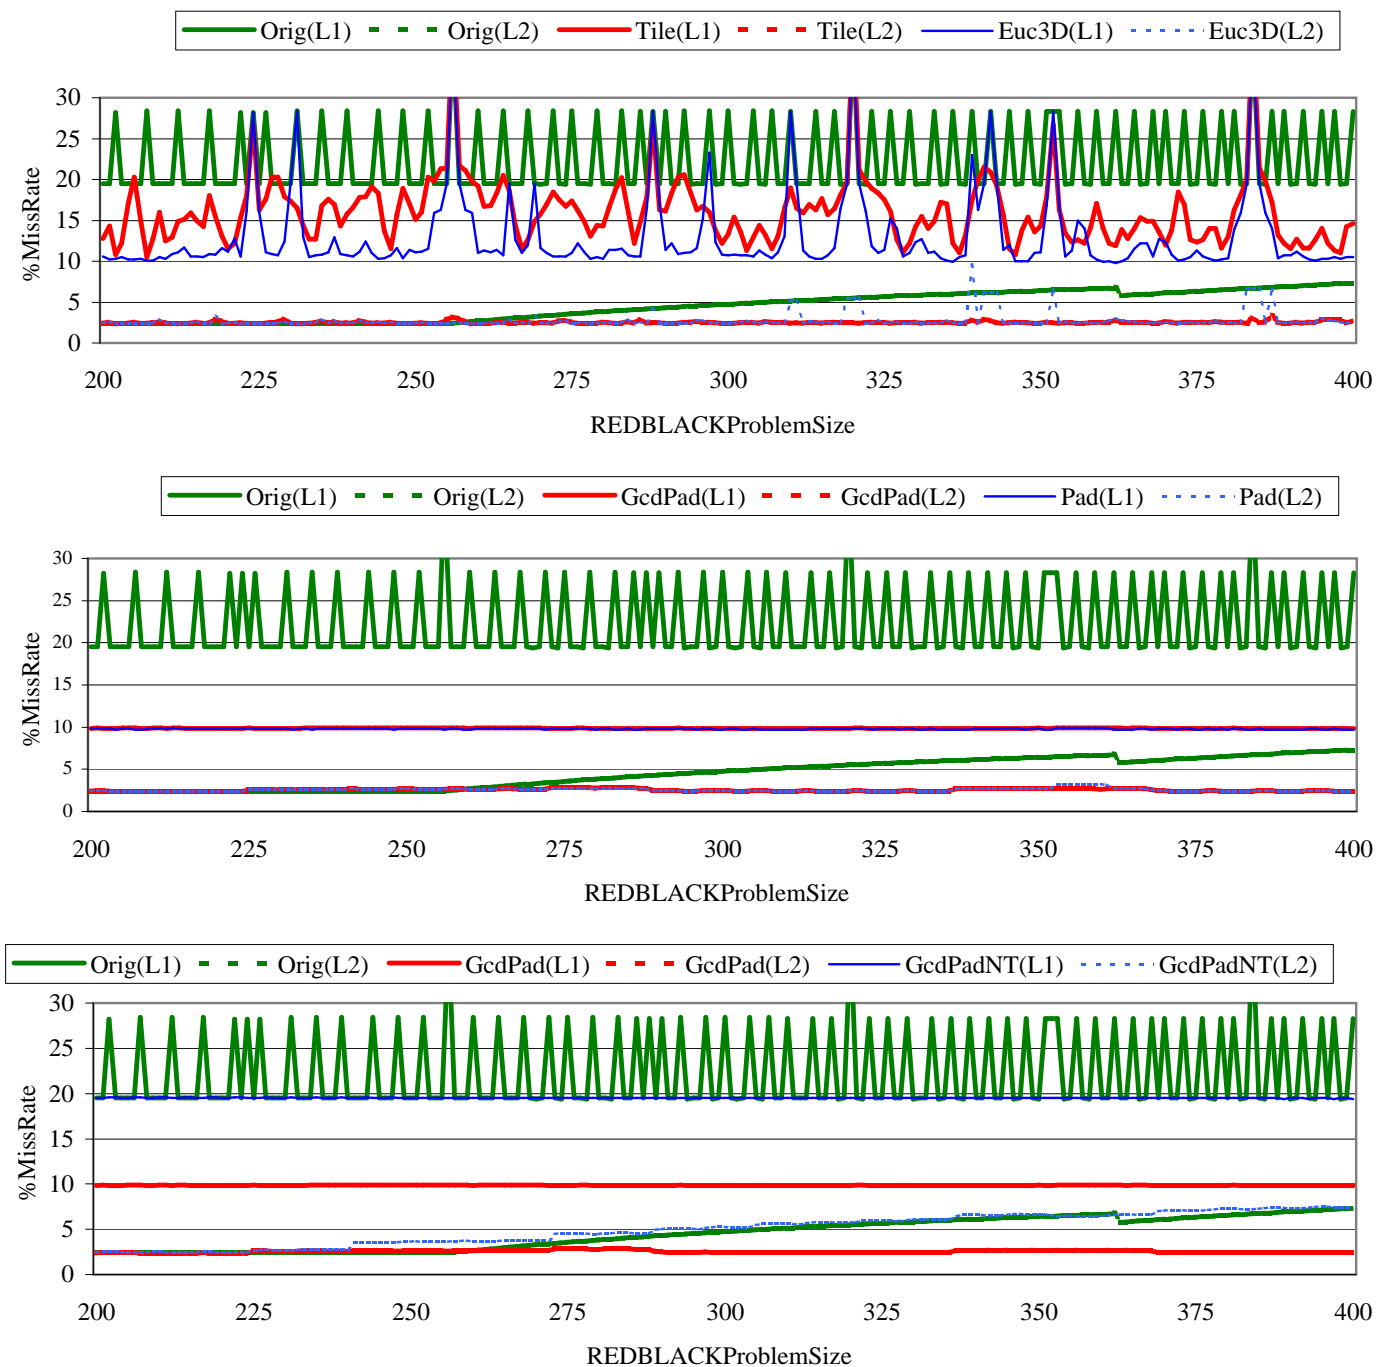 Orig(L1) Orig(L2) Tile(L1) Tile(L2) Euc3D(L1) Euc3D(L2)
30
25
20
15
10
5
0
%MissRate
200 225 250 275 300 325 350 375 400
REDBLACKProblemSize
Orig(L1) Orig(L2) GcdPad(L1) GcdPad(L2) Pad(L1) Pad(L2)
30
25
20
15
10
5
0
%MissRate
200 225 250 275 300 325 350 375 400
REDBLACKProblemSize
Orig(L1) Orig(L2) GcdPad(L1) GcdPad(L2) GcdPadNT(L1) GcdPadNT(L2)
30
25
20
15
10
5
0
%MissRate
200 225 250 275 300 325 350 375 400
REDBLACKProblemSize